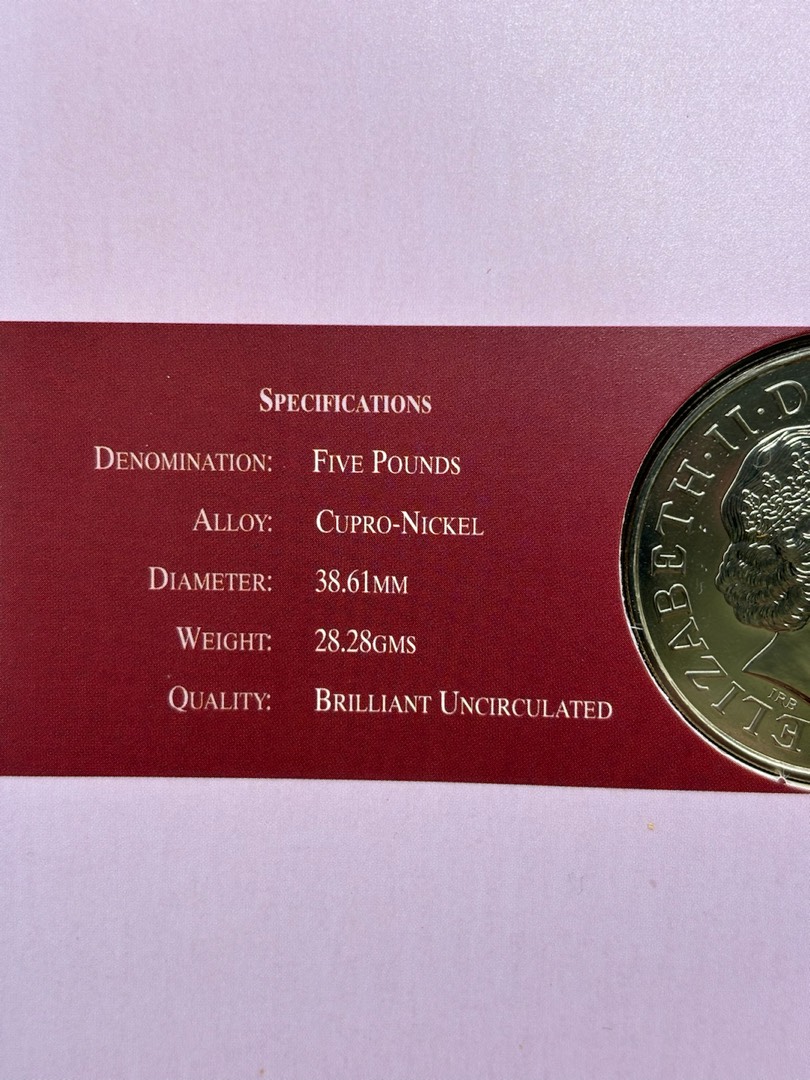 SPECIFICATIONS
DENOMINATION: FIVE POUNDS
ALLOY: CUPRO-NICKEL
DIAMETER: 38.61MM
WEIGHT: 28.28GMS
QUALITY: BRILLIANT UNCIRCULATED
ELIZABETH·II·D
IRB